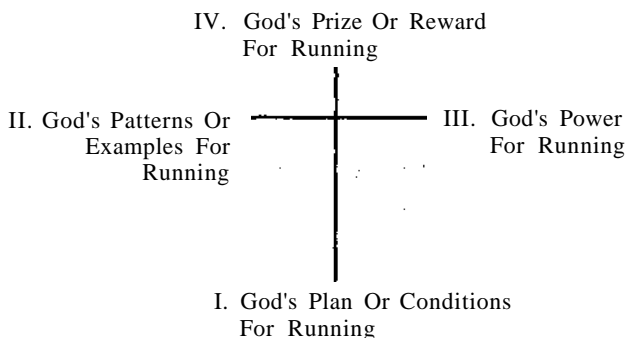 IV. God's Prize Or Reward
For Running
II. God's Patterns Or
Examples For
Running
III. God's Power
For Running
I. God's Plan Or Conditions
For Running